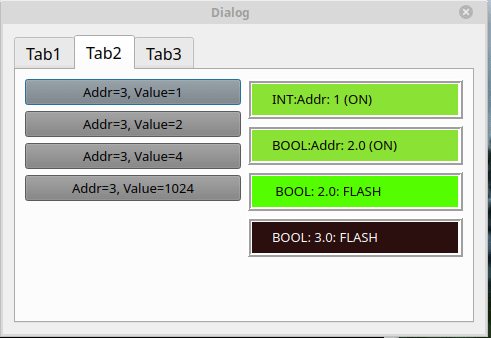 Dialog
Tab1
Tab2
Tab3
Addr=3, Value=1
Addr=3, Value=2
Addr=3, Value=4
Addr=3, Value=1024
INT:Addr: 1 (ON)
BOOL:Addr: 2.0 (ON)
BOOL: 2.0: FLASH
BOOL: 3.0: FLASH